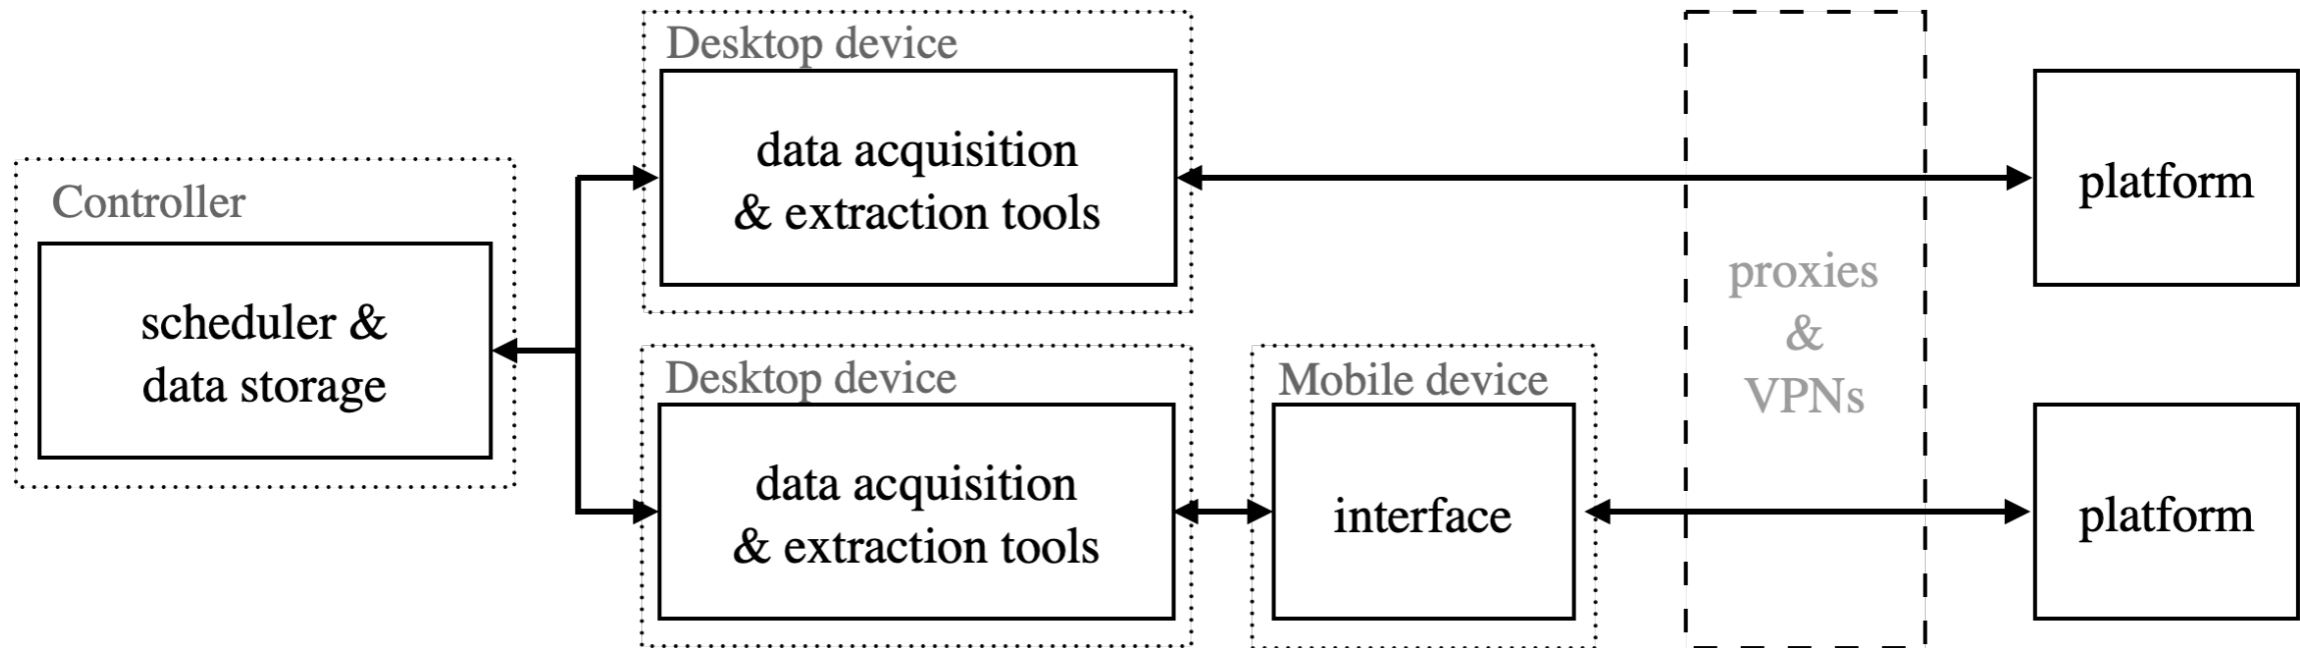 Controller
scheduler &
data storage
Desktop device
data acquisition
& extraction tools
Desktop device
data acquisition
& extraction tools
Mobile device
interface
proxies
&
VPNs
platform
platform